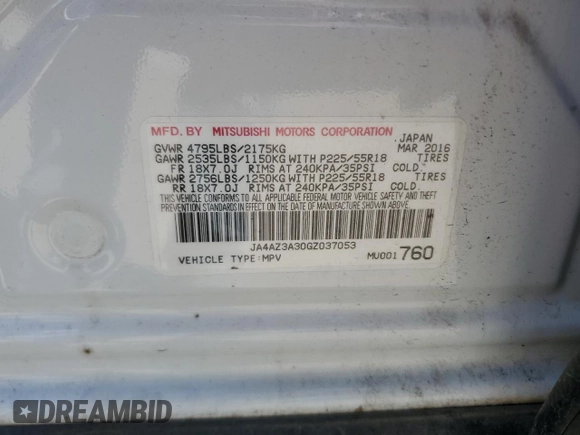 MFD. BY MITSUBISHI MOTORS CORPORATION JAPAN
GVWR 4795LBS/2175KG MAR 2016
GAWR 2535LBS/1150KG WITH P225/55R18 TIRES
FR 18X7.0J RIMS AT 240KPA/35PSI COLD.
GAWR 2756LBS/1250KG WITH P225/55R18 TIRES
RR 18X7.0J RIMS AT 240KPA/35PSI COLD.
THIS VEHICLE CONFORMS TO ALL APPLICABLE FEDERAL MOTOR VEHICLE SAFETY AND
THEFT PREVENTION STANDARDS IN EFFECT ON THE DATE OF MANUFACTURE SHOWN ABOVE.
JA4AZ3A30GZ037053
VEHICLE TYPE:MPV MU001760
DREAMBID